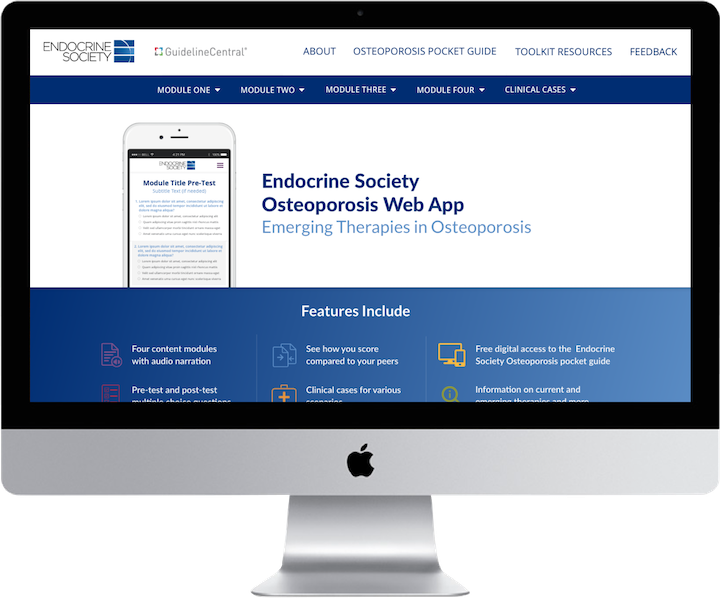 ENDOCRINE
SOCIETY
GuidelineCentral
ABOUT
OSTEOPOROSIS POCKET GUIDE
TOOLKIT RESOURCES
FEEDBACK
MODULE ONE
MODULE TWO
MODULE THREE
MODULE FOUR
CLINICAL CASES
ENDOCRINE
SOCIETY
Module Title Pre-Test
Subtitle Text (if needed)
Endocrine Society
Osteoporosis Web App
Emerging Therapies in Osteoporosis
Features Include
Four content modules
with audio narration
See how you score
compared to your peers
Free digital access to the Endocrine
Society Osteoporosis pocket guide
Pre-test and post-test
multiple choice questions
Clinical cases for various
scenarios
Information on current and
emerging therapies and more